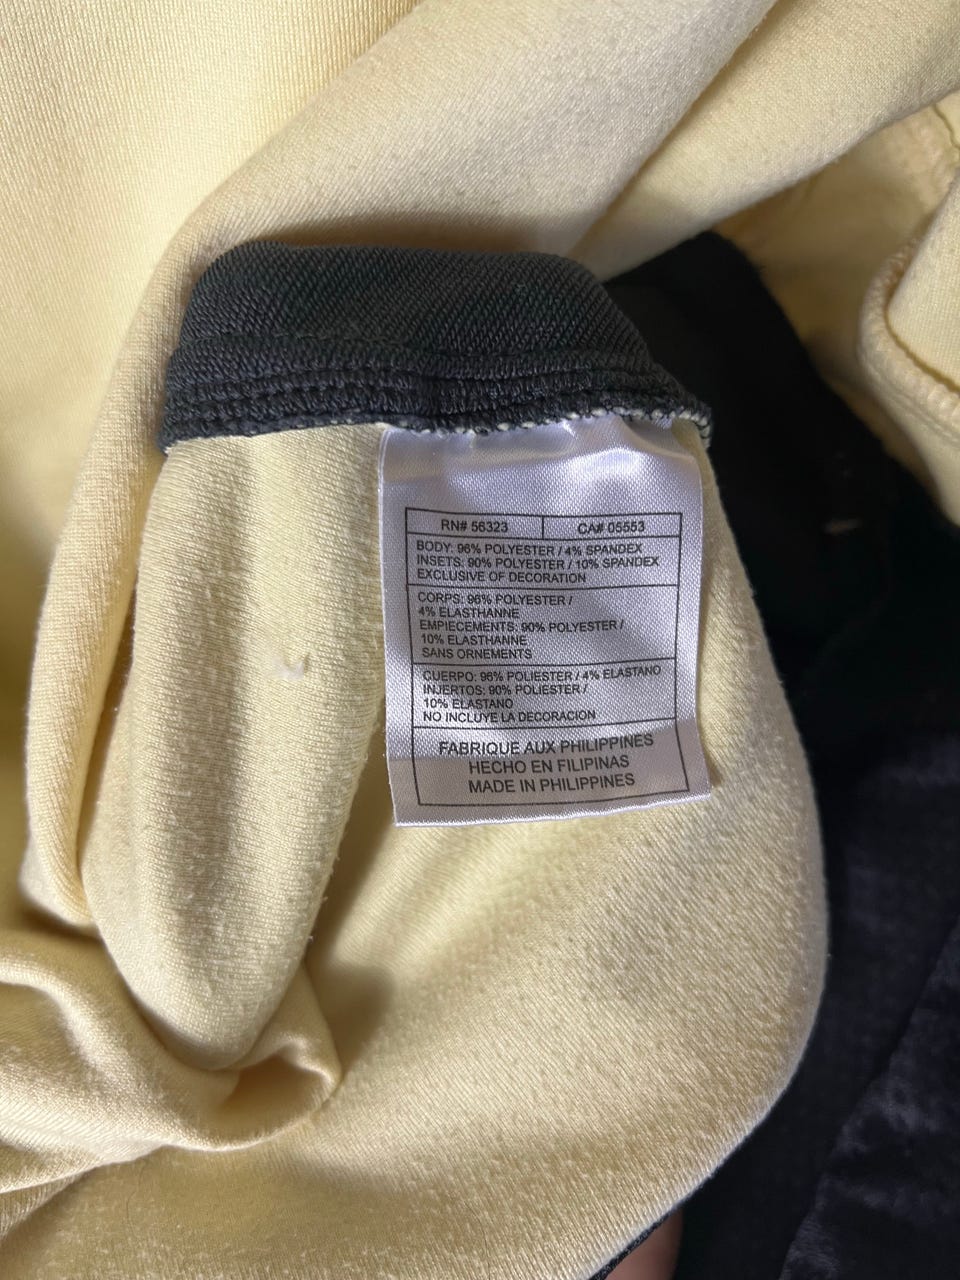 RN# 56323 CA# 05553
BODY: 96% POLYESTER / 4% SPANDEX
INSETS: 90% POLYESTER / 10% SPANDEX
EXCLUSIVE OF DECORATION
CORPS: 96% POLYESTER /
4% ELASTHANNE
EMPIECEMENTS: 90% POLYESTER /
10% ELASTHANNE
SANS ORNEMENTS
CUERPO: 96% POLIESTER / 4% ELASTANO
INJERTOS: 90% POLIESTER /
10% ELASTANO
NO INCLUYE LA DECORACION
FABRIQUE AUX PHILIPPINES
HECHO EN FILIPINAS
MADE IN PHILIPPINES